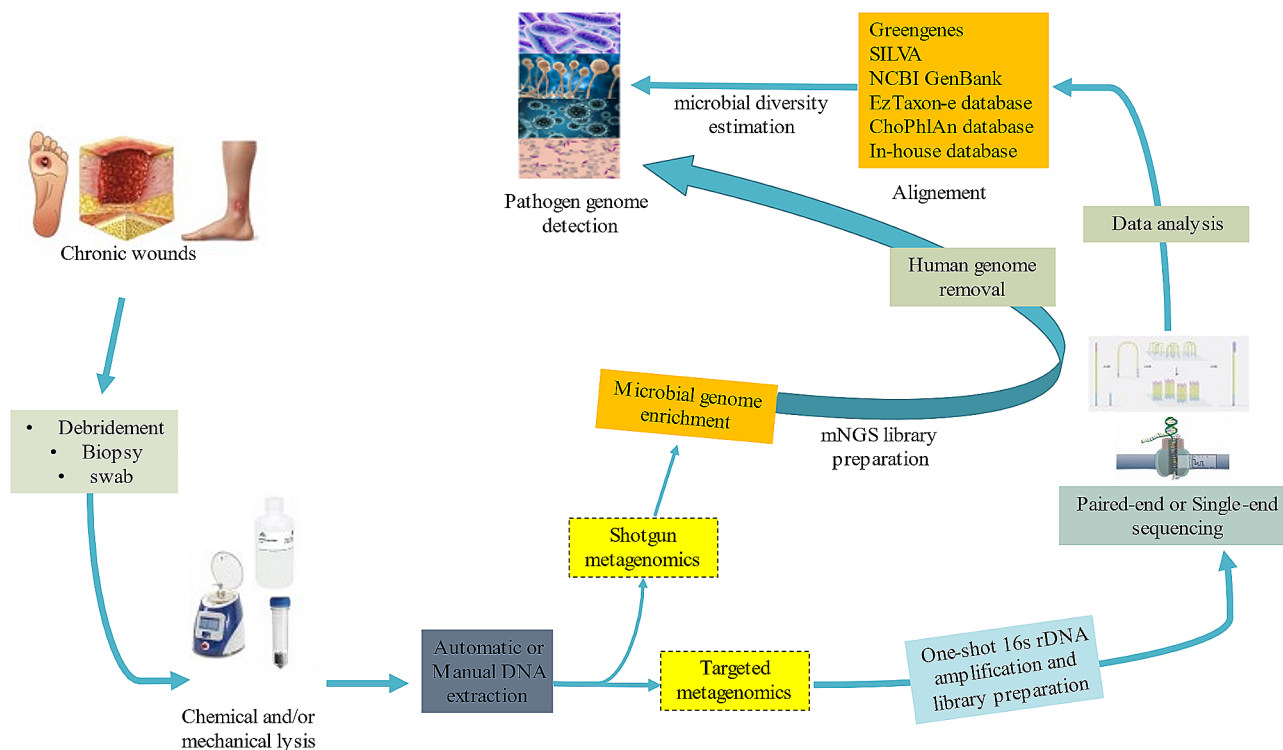 Chronic wounds
• Debridement
• Biopsy
• swab
Chemical and/or
mechanical lysis
Automatic or
Manual DNA
extraction
Shotgun
metagenomics
Targeted
metagenomics
Microbial genome
enrichment
mNGS library
preparation
Human genome
removal
One-shot 16s rDNA
amplification and
library preparation
Paired-end or Single-end
sequencing
Data analysis
Greengenes
SILVA
NCBI GenBank
EzTaxon-e database
ChoPhlAn database
In-house database
Alignement
microbial diversity
estimation
Pathogen genome
detection